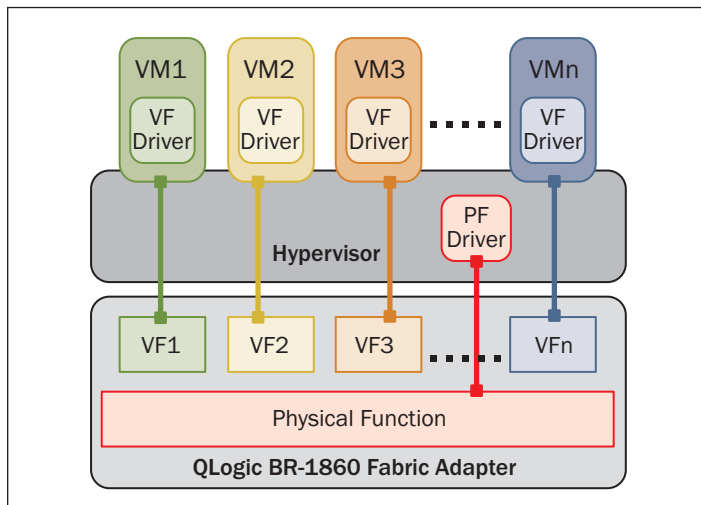 VM1
VM2
VM3
VMn
VF
Driver
VF
Driver
VF
Driver
VF
Driver
PF
Driver
Hypervisor
VF1
VF2
VF3
VFn
Physical Function
QLogic BR-1860 Fabric Adapter